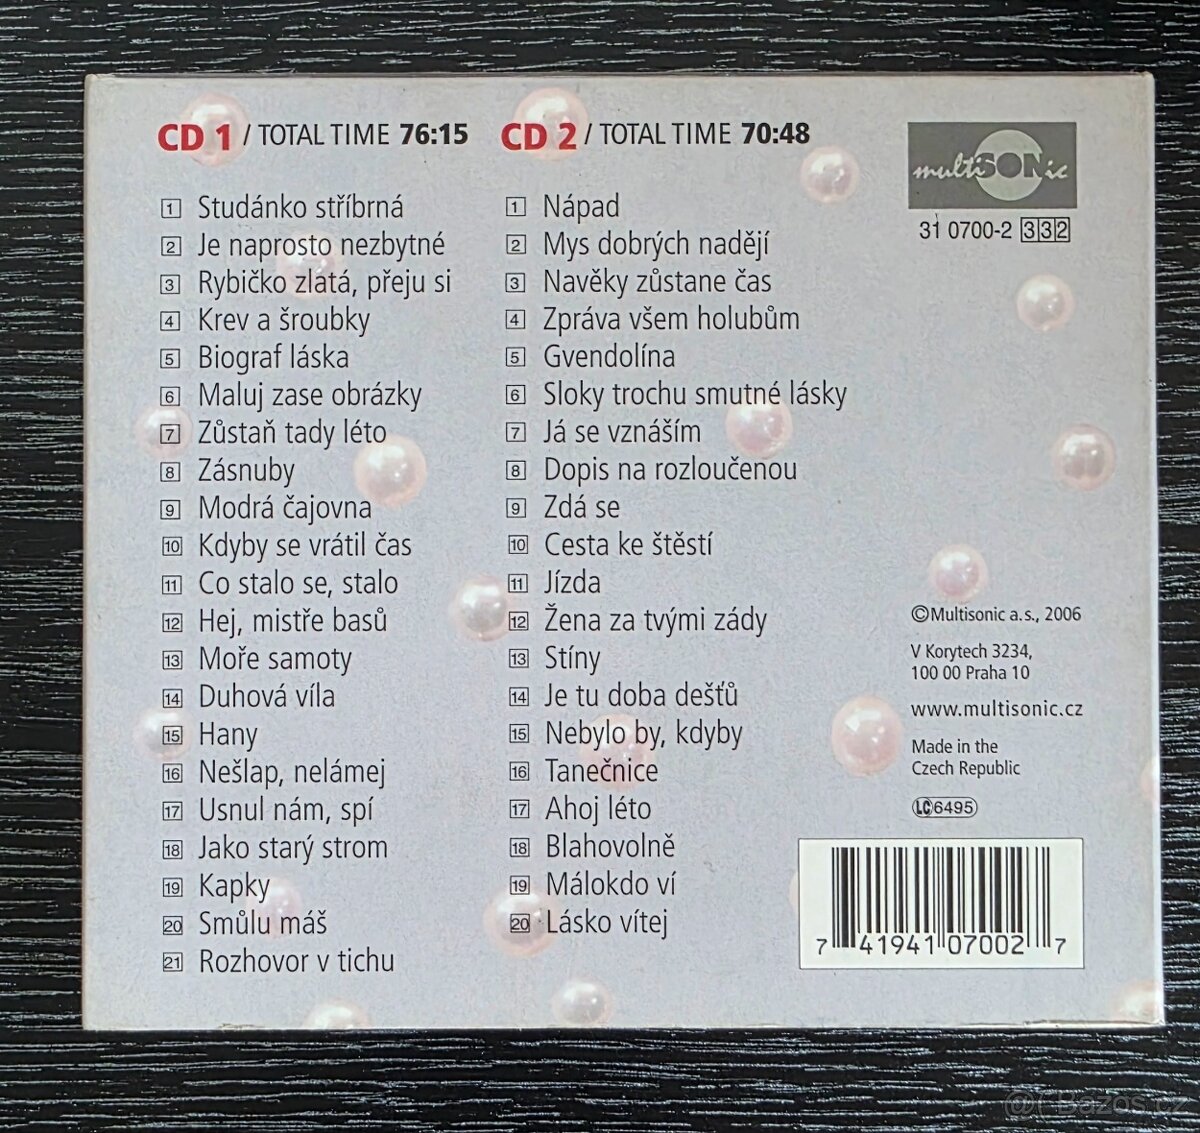 CD 1 / TOTAL TIME 76:15
1 Studánko stříbrná
2 Je naprosto nezbytné
3 Rybičko zlatá, přeju si
4 Krev a šroubky
5 Biograf láska
6 Maluj zase obrázky
7 Zůstaň tady léto
8 Zásnuby
9 Modrá čajovna
10 Kdyby se vrátil čas
11 Co stalo se, stalo
12 Hej, mistře basů
13 Moře samoty
14 Duhová víla
15 Hany
16 Nešlap, nelámej
17 Usnul nám, spí
18 Jako starý strom
19 Kapky
20 Smůlu máš
21 Rozhovor v tichu
CD 2 / TOTAL TIME 70:48
1 Nápad
2 Mys dobrých nadějí
3 Navěky zůstane čas
4 Zpráva všem holubům
5 Gvendolína
6 Sloky trochu smutné lásky
7 Já se vznáším
8 Dopis na rozloučenou
9 Zdá se
10 Cesta ke štěstí
11 Jízda
12 Žena za tvými zády
13 Stíny
14 Je tu doba dešťů
15 Nebylo by, kdyby
16 Tanečnice
17 Ahoj léto
18 Blahovolně
19 Málokdo ví
20 Lásko vítej
multiSONic
31 0700-2 332
©Multisonic a.s., 2006
V Korytech 3234,
100 00 Praha 10
www.multisonic.cz
Made in the
Czech Republic
LC 6495
7 41941 07002 7
Bazos.cz